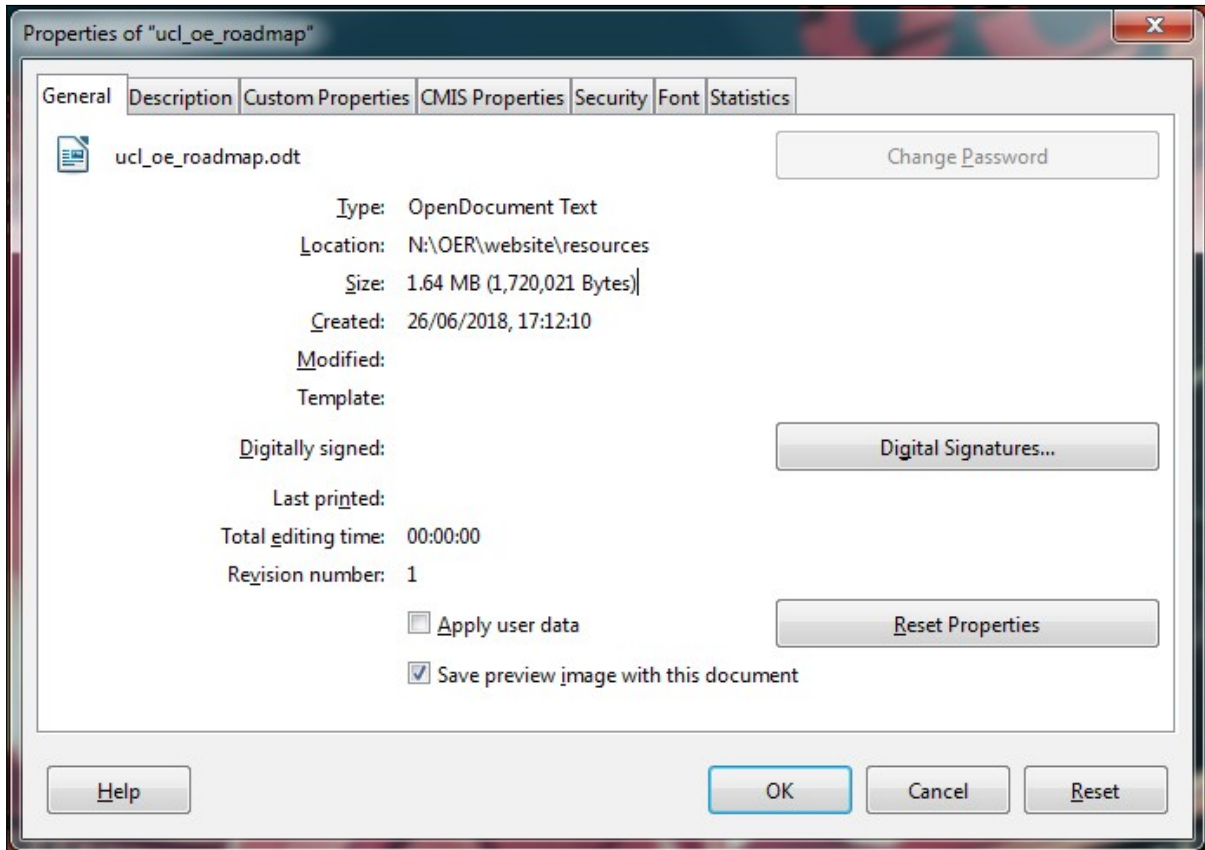 Properties of "ucl_oe_roadmap"
General Description Custom Properties CMIS Properties Security Font Statistics
ucl_oe_roadmap.odt Change Password
Type: OpenDocument Text
Location: N:\OER\website\resources
Size: 1.64 MB (1,720,021 Bytes)
Created: 26/06/2018, 17:12:10
Modified:
Template:
Digitally signed: Digital Signatures...
Last printed:
Total editing time: 00:00:00
Revision number: 1
Apply user data Reset Properties
Save preview image with this document
Help OK Cancel Reset